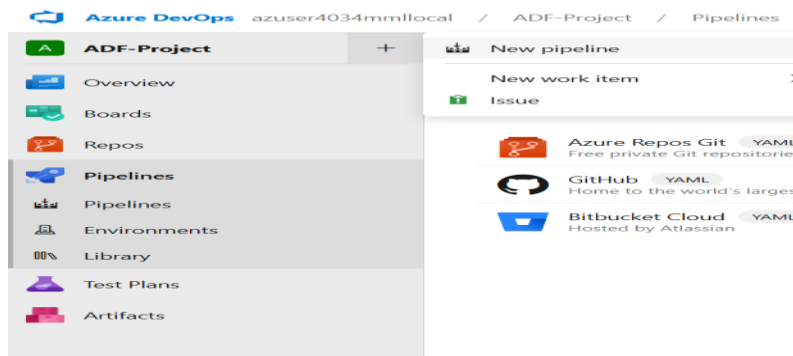 Azure DevOps azuser4034mmllocal / ADF-Project / Pipelines
A ADF-Project +
New pipeline
New work item
Issue
Overview
Boards
Repos
Pipelines
Pipelines
Environments
Library
Test Plans
Artifacts
Azure Repos Git YAML
Free private Git repositorie
GitHub YAML
Home to the world's larges
Bitbucket Cloud YAML
Hosted by Atlassian